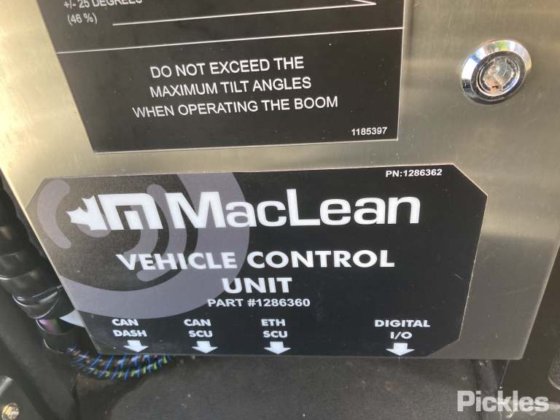 +/- 25 DEGREES
(46 %)
DO NOT EXCEED THE
MAXIMUM TILT ANGLES
WHEN OPERATING THE BOOM
1185397
PN:1286362
MacLean
VEHICLE CONTROL
UNIT
PART #1286360
CAN DASH
CAN SCU
ETH SCU
DIGITAL I/O
Pickles